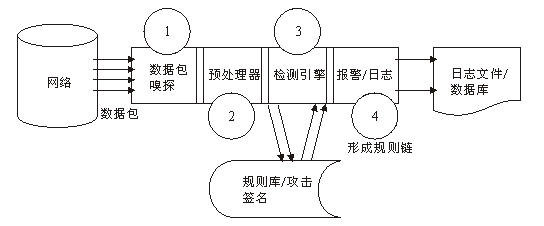 1
3
网络
数据包
嗅探
预处理器
检测引擎
报警/日志
日志文件/
数据库
数据包
2
4
形成规则链
规则库/攻击
签名